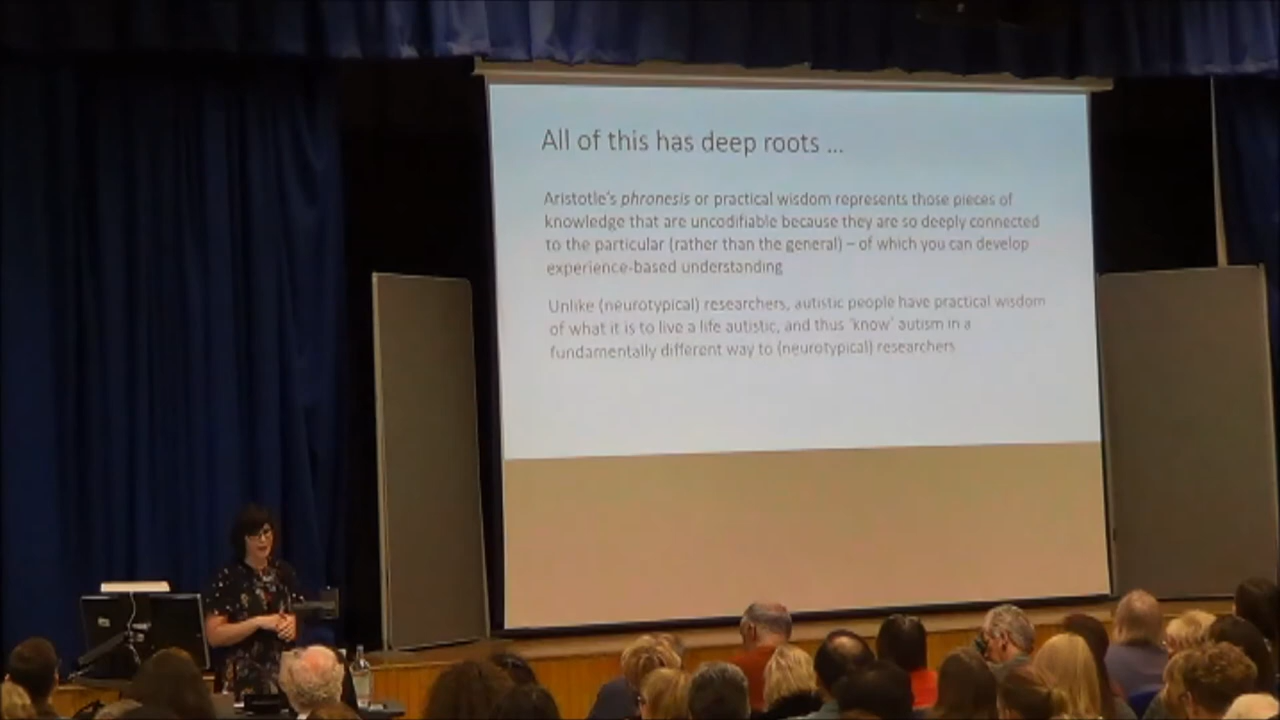 All of this has deep roots ...
Aristotle's phronesis or practical wisdom represents those pieces of
knowledge that are uncodifiable because they are so deeply connected
to the particular (rather than the general) – of which you can develop
experience-based understanding
Unlike (neurotypical) researchers, autistic people have practical wisdom
of what it is to live a life autistic, and thus 'know' autism in a
fundamentally different way to (neurotypical) researchers